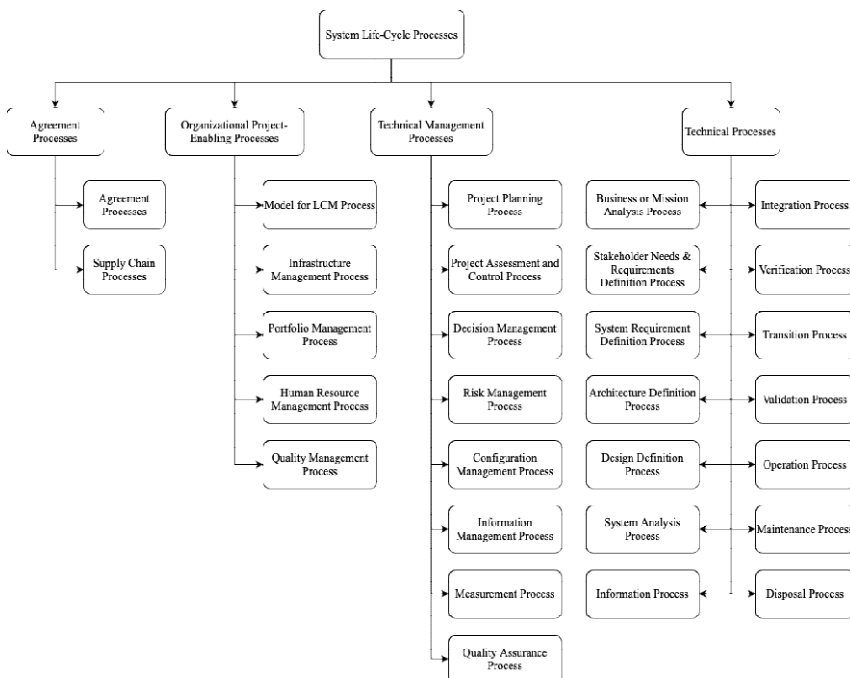 System Life-Cycle Processes
Agreement
Processes
Organizational Project-
Enabling Processes
Technical Management
Processes
Technical Processes
Agreement
Processes
Supply Chain
Processes
Model for LCM Process
Infrastructure
Management Process
Portfolio Management
Process
Human Resource
Management Process
Quality Management
Process
Project Planning
Process
Project Assessment and
Control Process
Decision Management
Process
Risk Management
Process
Configuration
Management Process
Information
Management Process
Measurement Process
Quality Assurance
Process
Business or Mission
Analysis Process
Stakeholder Needs &
Requirements
Definition Process
System Requirement
Definition Process
Architecture Definition
Process
Design Definition
Process
System Analysis
Process
Information Process
Integration Process
Verification Process
Transition Process
Validation Process
Operation Process
Maintenance Process
Disposal Process